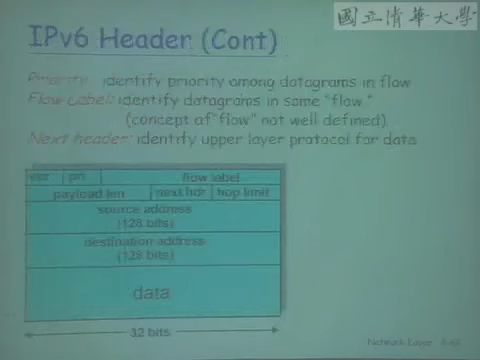 國立清華大學
IPv6 Header (Cont)
Priority: identify priority among datagrams in flow
Flow Label: identify datagrams in same "flow."
(concept of "flow" not well defined).
Next header: identify upper layer protocol for data
ver pri flow label
payload len next hdr hop limit
source address
(128 bits)
destination address
(128 bits)
data
32 bits
Network Layer